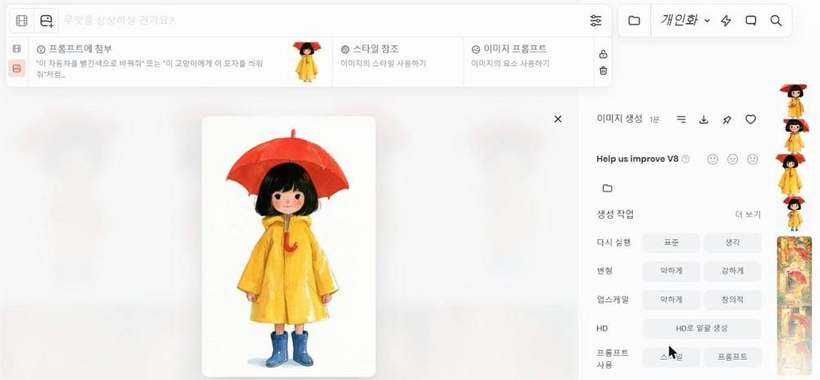 무엇을 상상하실 건가요?
개인화
프롬프트에 첨부
"이 자동차를 빨간색으로 바꿔줘" 또는 "이 고양이에게 이 모자를 씌워
줘"처럼...
스타일 참조
이미지의 스타일 사용하기
이미지 프롬프트
이미지의 요소 사용하기
이미지 생성 1분
Help us improve V8
생성 작업 더 보기
다시 실행 표준 생각
변형 약하게 강하게
업스케일 약하게 창의적
HD HD로 일괄 생성
프롬프트
사용 스타일 프롬프트